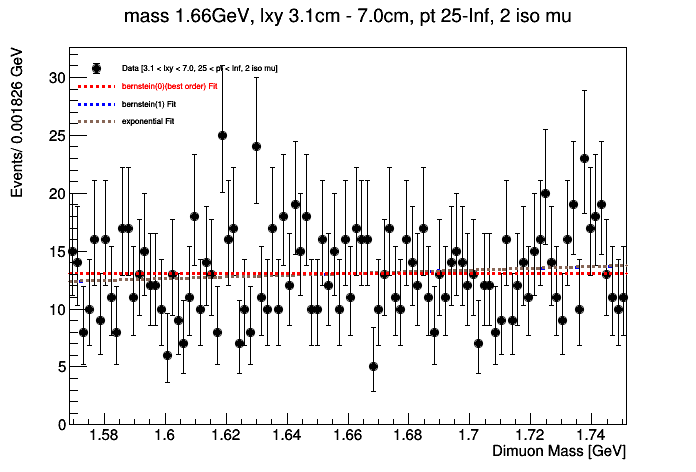 mass 1.66GeV, lxy 3.1cm - 7.0cm, pt 25-Inf, 2 iso mu
Events/ 0.001826 GeV
Data [3.1 < lxy < 7.0, 25 < pT < Inf, 2 iso mu]
bernstein(0)(best order) Fit
bernstein(1) Fit
exponential Fit
30
25
20
15
10
5
0
1.58 1.6 1.62 1.64 1.66 1.68 1.7 1.72 1.74
Dimuon Mass [GeV]